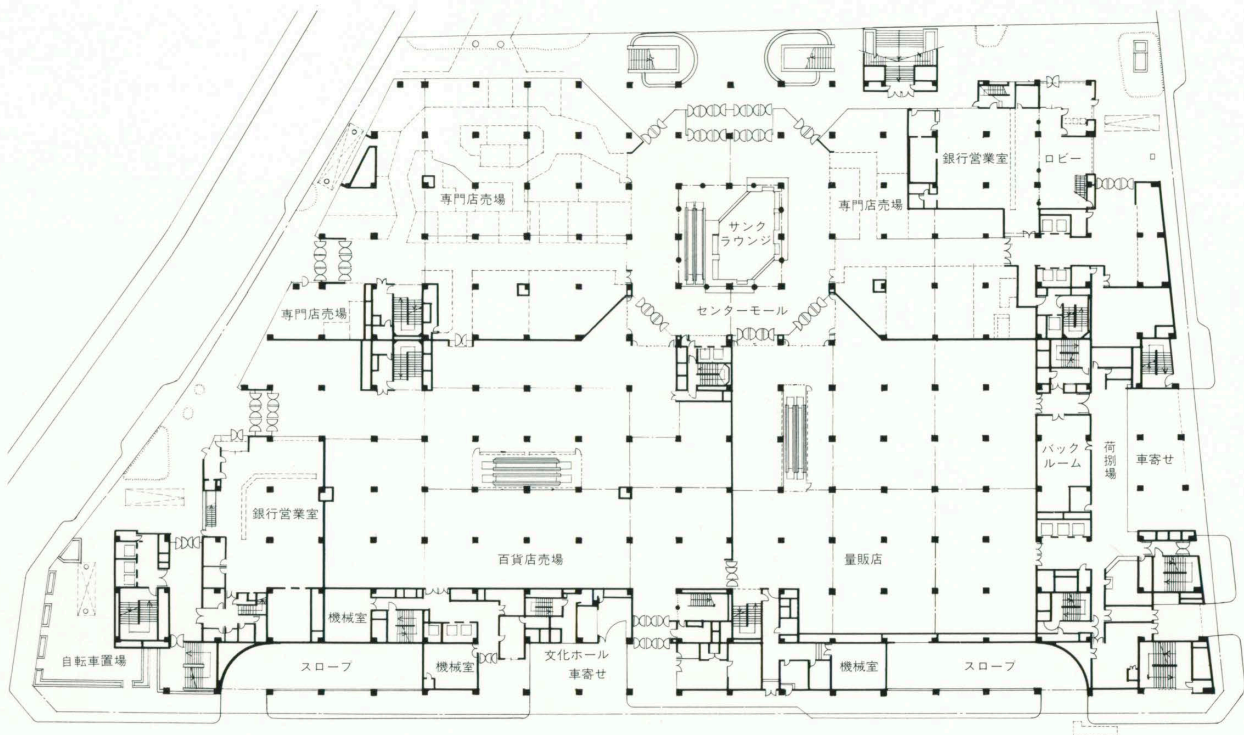 銀行営業室
ロビー
専門店売場
専門店売場
サンク
ラウンジ
専門店売場
センターモール
バック
ルーム
荷捌場
車寄せ
銀行営業室
百貨店売場
量販店
機械室
自転車置場
スロープ
機械室
文化ホール
車寄せ
機械室
スロープ